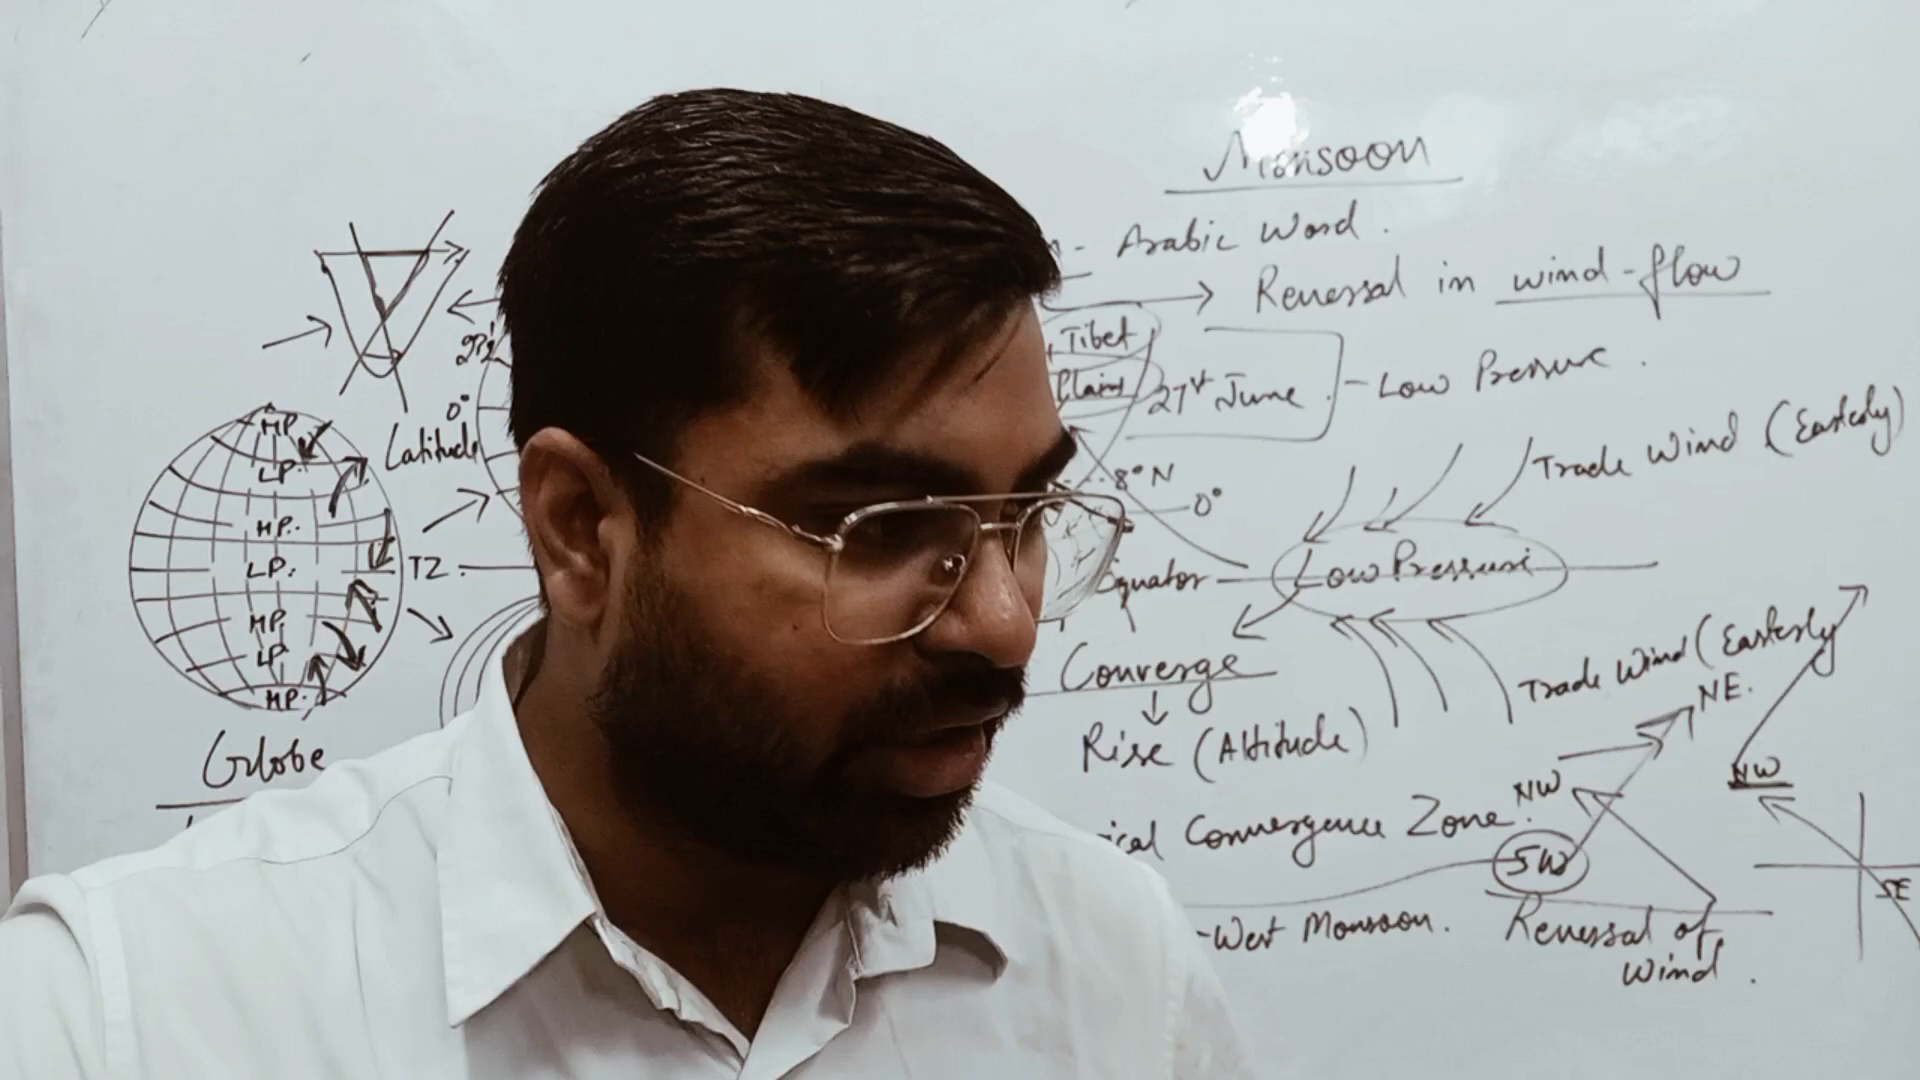 Monsoon
- Arabic Word.
Reversal in wind-flow
, Tibet
Plains
21st June. - Low Pressure.
0°
Latitude
Trade Wind (Easterly)
8° N
0°
HP
LP.
HP.
LP.
HP.
LP
HP.
TZ
Equator
Low Pressure
Converge
Trade Wind (Easterly
NE.
Rise (Altitude)
Globe
NW
NW
ical Convergence Zone.
SW
SE
-West Monsoon.
Reversal of
wind.